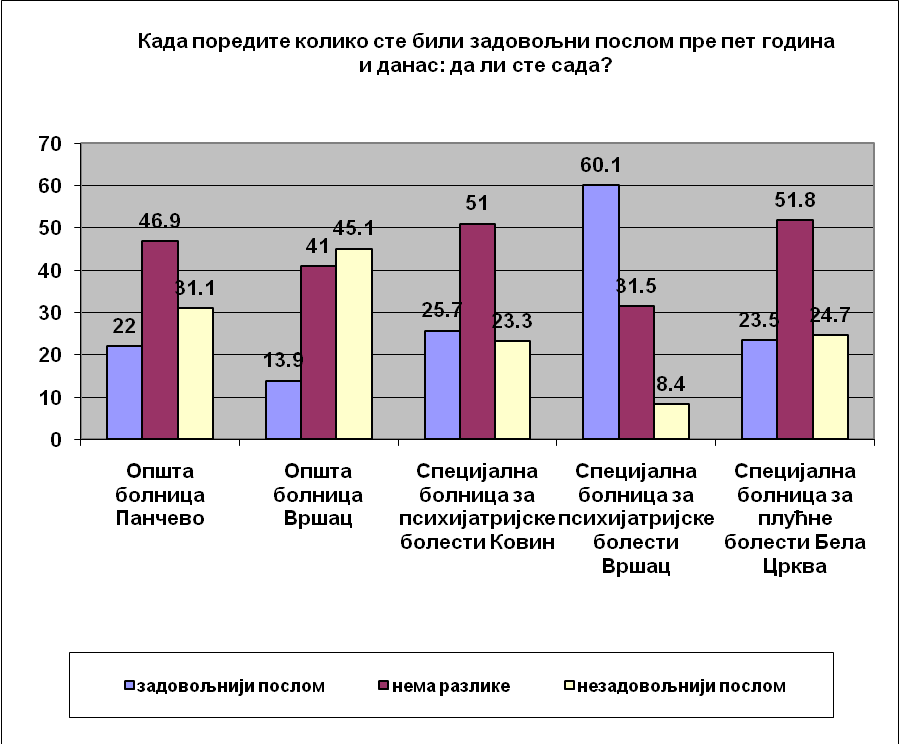 Када поредите колико сте били задовољни послом пре пет година
и данас: да ли сте сада?
70
60
50
40
30
20
10
0
22
46.9
31.1
13.9
41
45.1
25.7
51
23.3
60.1
31.5
8.4
23.5
51.8
24.7
Општа
болница
Панчево
Општа
болница
Вршац
Специјална
болница за
психијатријске
болести Ковин
Специјална
болница за
психијатријске
болести
Вршац
Специјална
болница за
плућне
болести Бела
Црква
задовољнији послом
нема разлике
незадовољнији послом